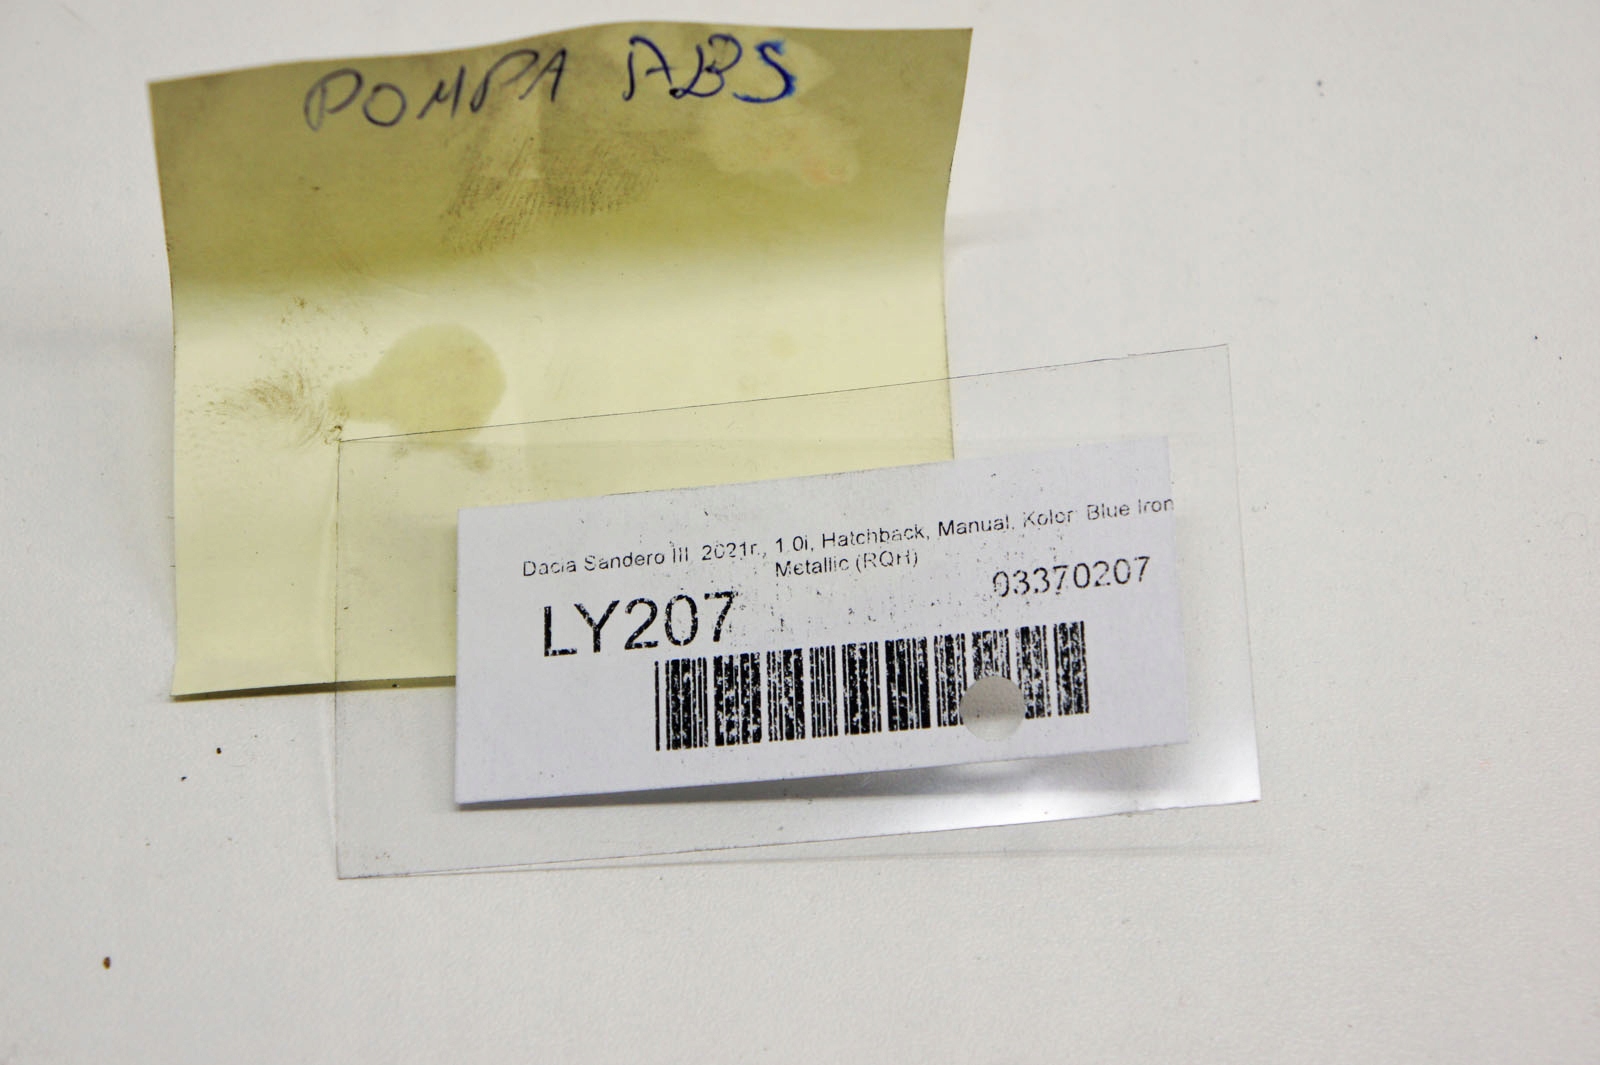 POMPA ABS
Dacia Sandero III, 2021r., 1.0i, Hatchback, Manual, Kolor: Blue Iron
Metallic (RQH)
03370207
LY207